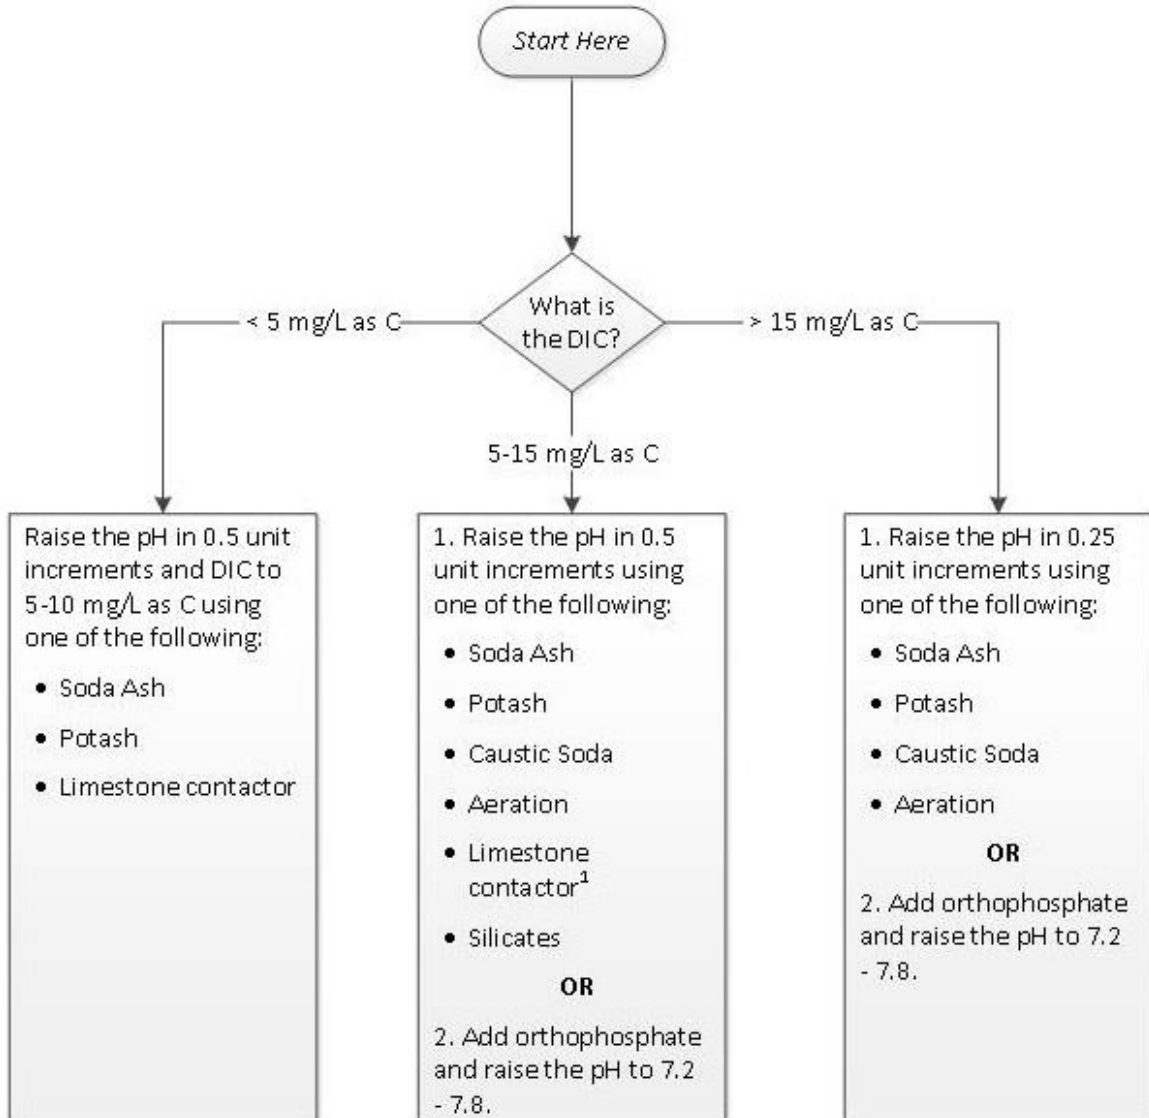 Start Here
What is
the DIC?
< 5 mg/L as C
> 15 mg/L as C
5-15 mg/L as C
Raise the pH in 0.5 unit
increments and DIC to
5-10 mg/L as C using
one of the following:
• Soda Ash
• Potash
• Limestone contactor
1. Raise the pH in 0.5
unit increments using
one of the following:
• Soda Ash
• Potash
• Caustic Soda
• Aeration
• Limestone
contactor¹
• Silicates
OR
2. Add orthophosphate
and raise the pH to 7.2
- 7.8.
1. Raise the pH in 0.25
unit increments using
one of the following:
• Soda Ash
• Potash
• Caustic Soda
• Aeration
OR
2. Add orthophosphate
and raise the pH to 7.2
- 7.8.